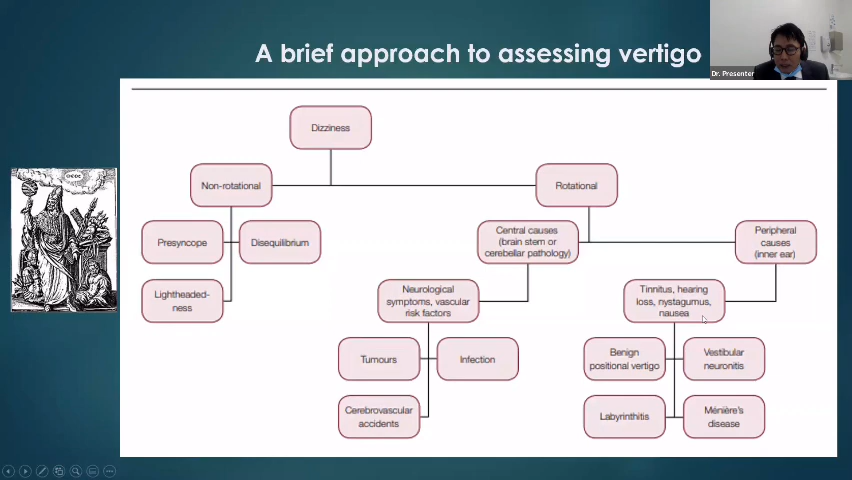 A brief approach to assessing vertigo
Dr. Presenter
Dizziness
Non-rotational
Rotational
Presyncope
Disequilibrium
Central causes
(brain stem or
cerebellar pathology)
Peripheral
causes
(inner ear)
Lightheaded-
ness
Neurological
symptoms, vascular
risk factors
Tinnitus, hearing
loss, nystagumus,
nausea
Tumours
Infection
Benign
positional vertigo
Vestibular
neuronitis
Cerebrovascular
accidents
Labyrinthitis
Ménière's
disease